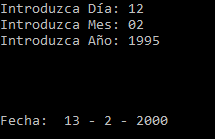 Introduzca Día: 12
Introduzca Mes: 02
Introduzca Año: 1995
Fecha:  13 - 2 - 2000